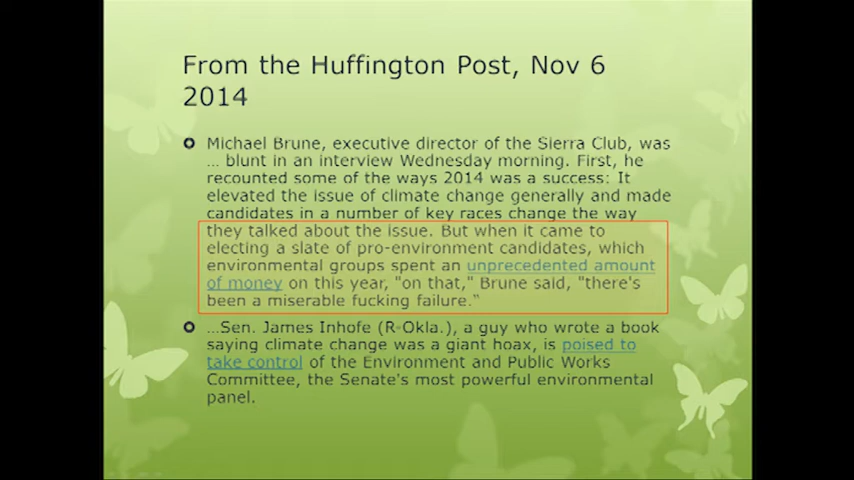 From the Huffington Post, Nov 6
2014
Michael Brune, executive director of the Sierra Club, was
... blunt in an interview Wednesday morning. First, he
recounted some of the ways 2014 was a success: It
elevated the issue of climate change generally and made
candidates in a number of key races change the way
they talked about the issue. But when it came to
electing a slate of pro-environment candidates, which
environmental groups spent an unprecedented amount
of money on this year, "on that," Brune said, "there's
been a miserable fucking failure."
...Sen. James Inhofe (R-Okla.), a guy who wrote a book
saying climate change was a giant hoax, is poised to
take control of the Environment and Public Works
Committee, the Senate's most powerful environmental
panel.